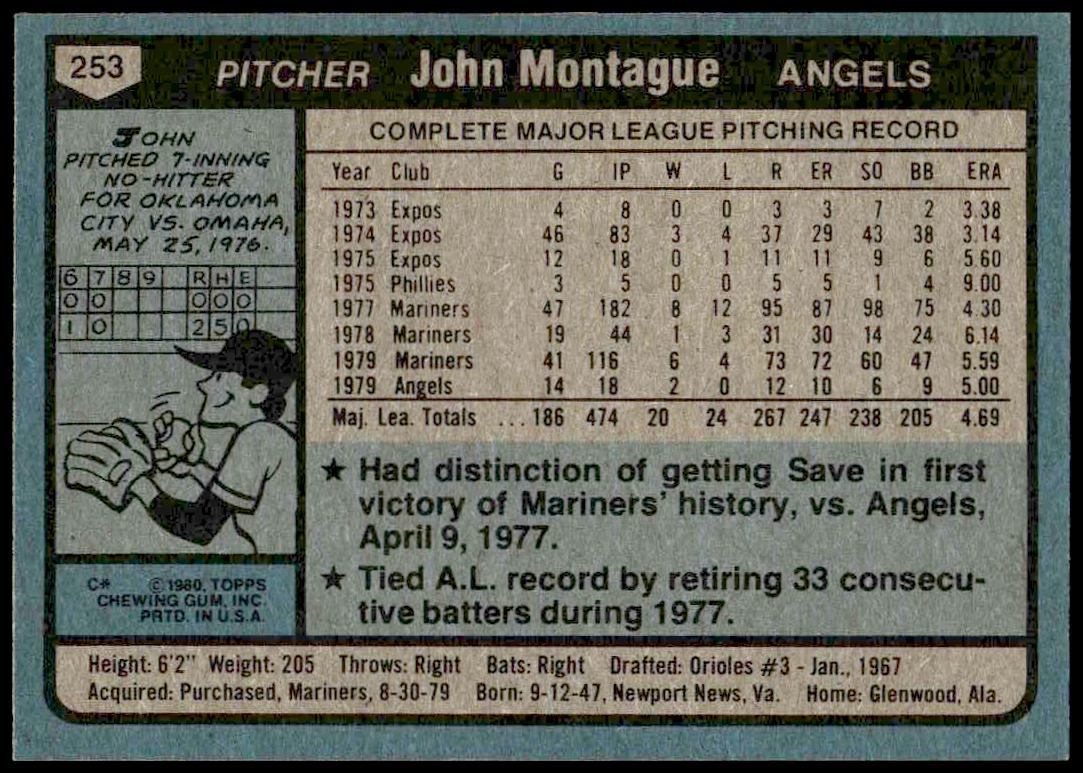 253 PITCHER John Montague ANGELS
JOHN
PITCHED 7-INNING
NO-HITTER
FOR OKLAHOMA
CITY VS. OMAHA,
MAY 25, 1976.
6 7 8 9 R H E
0 0 0 0 0
1 0 2 5 0
C* © 1980, TOPPS
CHEWING GUM, INC.
PRTD. IN U.S.A.
COMPLETE MAJOR LEAGUE PITCHING RECORD
Year Club G IP W L R ER SO BB ERA
1973 Expos 4 8 0 0 3 3 7 2 3.38
1974 Expos 46 83 3 4 37 29 43 38 3.14
1975 Expos 12 18 0 1 11 11 9 6 5.60
1975 Phillies 3 5 0 0 5 5 1 4 9.00
1977 Mariners 47 182 8 12 95 87 98 75 4.30
1978 Mariners 19 44 1 3 31 30 14 24 6.14
1979 Mariners 41 116 6 4 73 72 60 47 5.59
1979 Angels 14 18 2 0 12 10 6 9 5.00
Maj. Lea. Totals ... 186 474 20 24 267 247 238 205 4.69
★ Had distinction of getting Save in first
victory of Mariners' history, vs. Angels,
April 9, 1977.
★ Tied A.L. record by retiring 33 consecu-
tive batters during 1977.
Height: 6'2" Weight: 205 Throws: Right Bats: Right Drafted: Orioles #3 - Jan., 1967
Acquired: Purchased, Mariners, 8-30-79 Born: 9-12-47, Newport News, Va. Home: Glenwood, Ala.